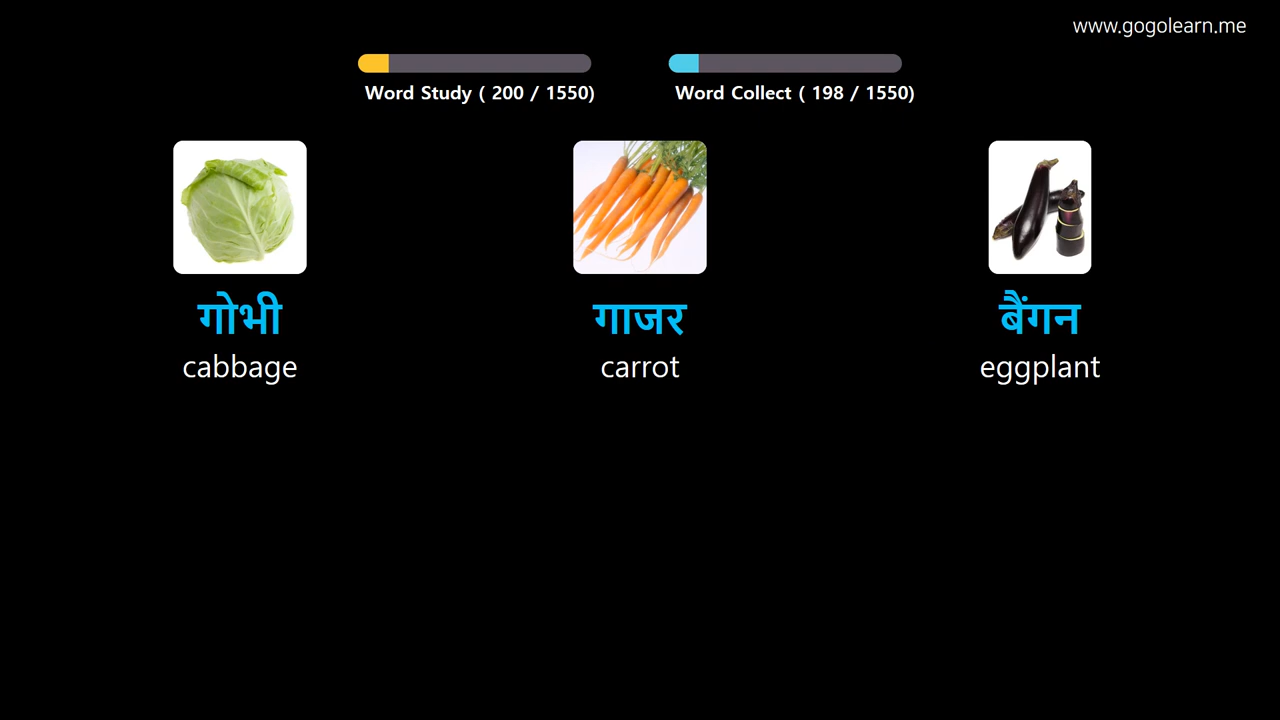 www.gogolearn.me
Word Study ( 200 / 1550)
Word Collect ( 198 / 1550)
गोभी
cabbage
गाजर
carrot
बैंगन
eggplant